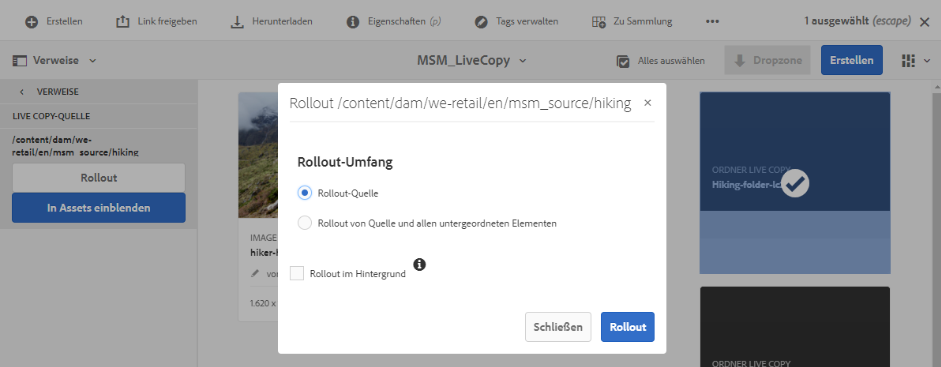 Erstellen
Link freigeben
Herunterladen
Eigenschaften (p)
Tags verwalten
Zu Sammlung
1 ausgewählt (escape)
Verweise
MSM_LiveCopy
Alles auswählen
Dropzone
Erstellen
VERWEISE
LIVE COPY-QUELLE
/content/dam/we-
retail/en/msm_source/hiking
Rollout
In Assets einblenden
Rollout /content/dam/we-retail/en/msm_source/hiking
Rollout-Umfang
Rollout-Quelle
Rollout von Quelle und allen untergeordneten Elementen
Rollout im Hintergrund
Schließen
Rollout
IMAGE
hiker-
1.620 x
ORDNER LIVE COPY
Hiking-folder-lc
ORDNER LIVE COPY